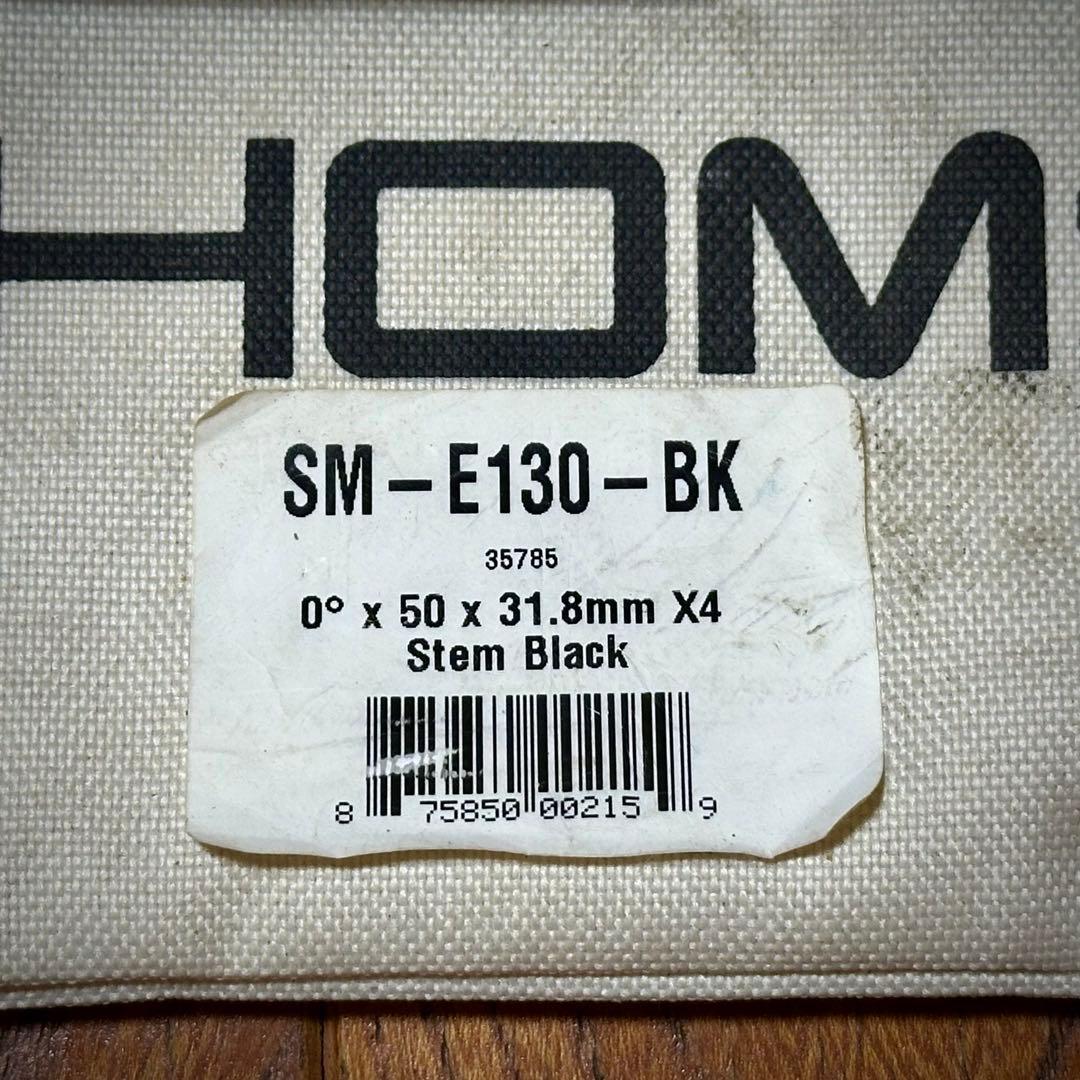 HOM
SM-E130-BK
35785
0° x 50 x 31.8mm X4
Stem Black
8 75850 00215 9